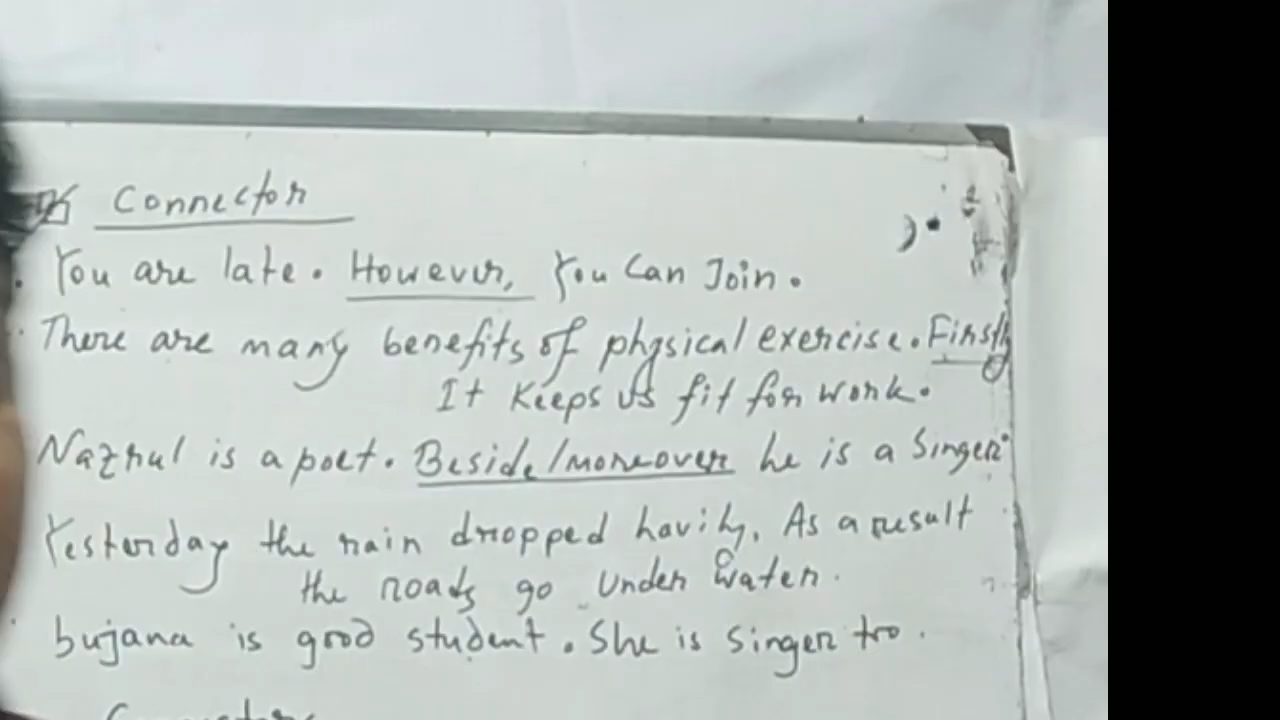 Connector
You are late. However, you can Join.
There are many benefits of physical exercise. Firstly
It keeps us fit for work.
Nazrul is a poet. Beside/moreover he is a Singer
Yesterday the rain dropped havily. As a result
the roads go under water.
bujana is good student. She is singer too.